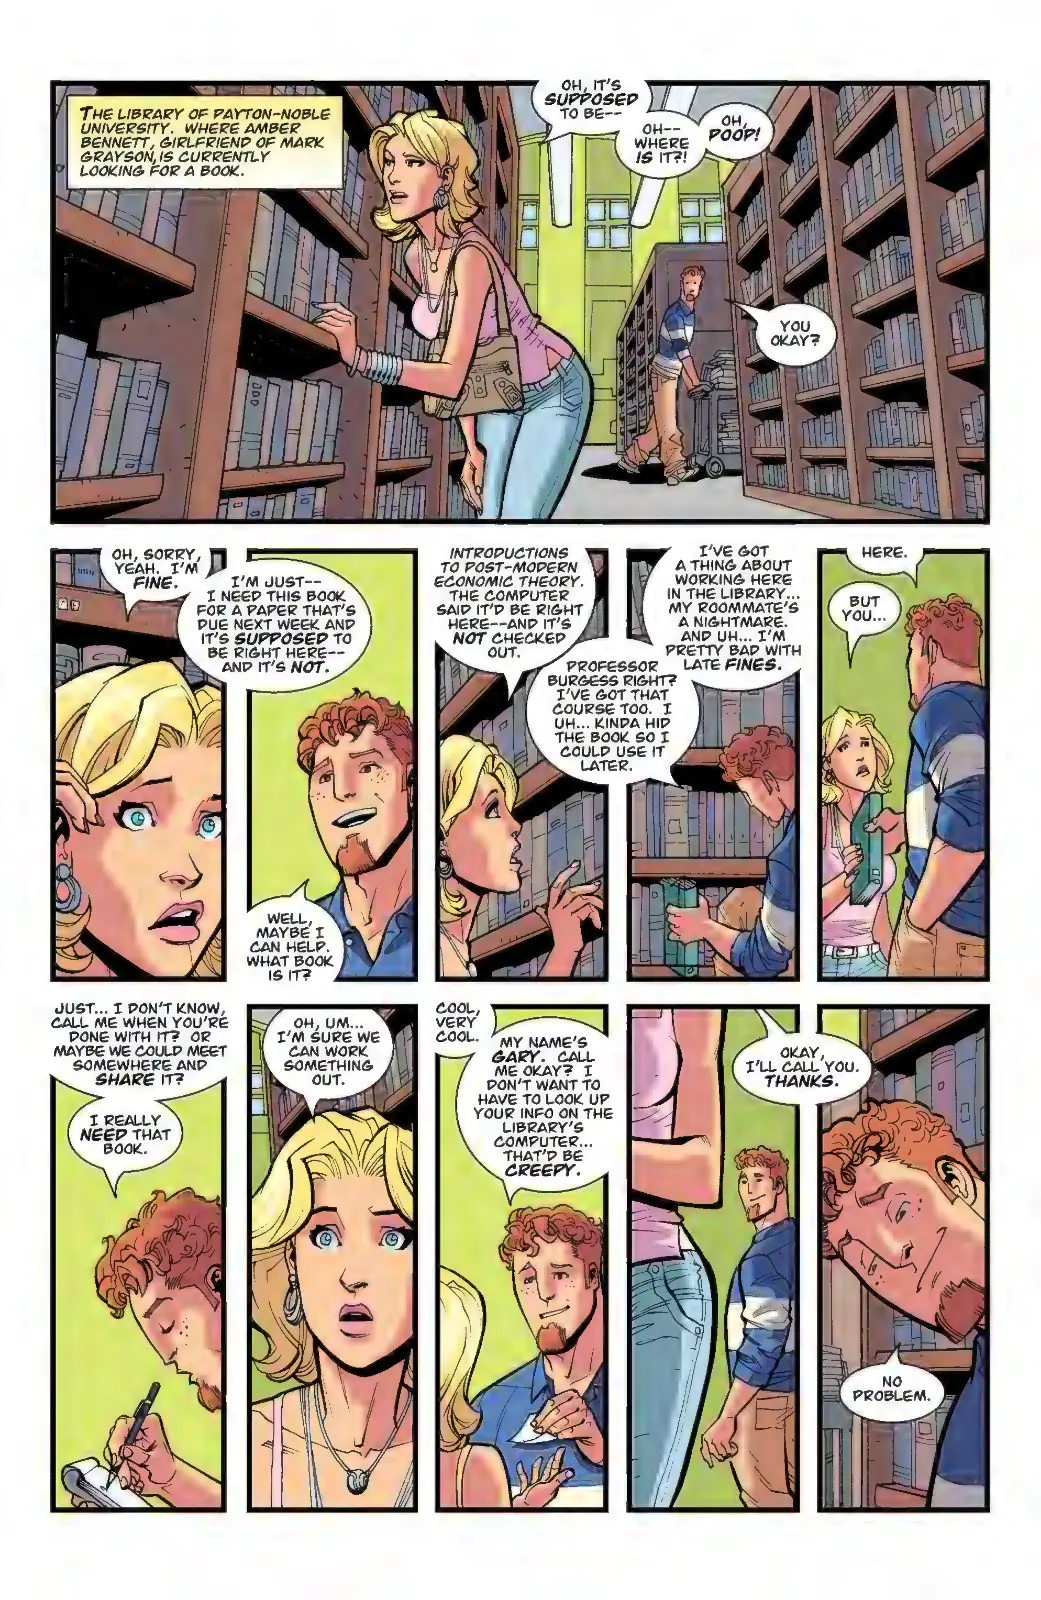 THE LIBRARY OF PAYTON-NOBLE
UNIVERSITY. WHERE AMBER
BENNETT, GIRLFRIEND OF MARK
GRAYSON, IS CURRENTLY
LOOKING FOR A BOOK.
OH, IT'S
SUPPOSED
TO BE--
OH--
WHERE
IS IT?!
OH,
POOP!
YOU
OKAY?
OH, SORRY,
YEAH. I'M
FINE.
I'M JUST--
I NEED THIS BOOK
FOR A PAPER THAT'S
DUE NEXT WEEK AND
IT'S SUPPOSED TO
BE RIGHT HERE--
AND IT'S NOT.
WELL,
MAYBE I
CAN HELP.
WHAT BOOK
IS IT?
INTRODUCTIONS
TO POST-MODERN
ECONOMIC THEORY.
THE COMPUTER
SAID IT'D BE RIGHT
HERE--AND IT'S
NOT CHECKED
OUT.
PROFESSOR
BURGESS RIGHT?
I'VE GOT THAT
COURSE TOO. I
UH... KINDA HID
THE BOOK SO I
COULD USE IT
LATER.
I'VE GOT
A THING ABOUT
WORKING HERE
IN THE LIBRARY...
MY ROOMMATE'S
A NIGHTMARE.
AND UH... I'M
PRETTY BAD WITH
LATE FINES.
HERE.
BUT
YOU...
JUST... I DON'T KNOW,
CALL ME WHEN YOU'RE
DONE WITH IT? OR
MAYBE WE COULD MEET
SOMEWHERE AND
SHARE IT?
I REALLY
NEED THAT
BOOK.
OH, UM...
I'M SURE WE
CAN WORK
SOMETHING
OUT.
COOL,
VERY
COOL.
MY NAME'S
GARY. CALL
ME OKAY? I
DON'T WANT TO
HAVE TO LOOK UP
YOUR INFO ON THE
LIBRARY'S
COMPUTER...
THAT'D BE
CREEPY.
OKAY,
I'LL CALL YOU.
THANKS.
NO
PROBLEM.